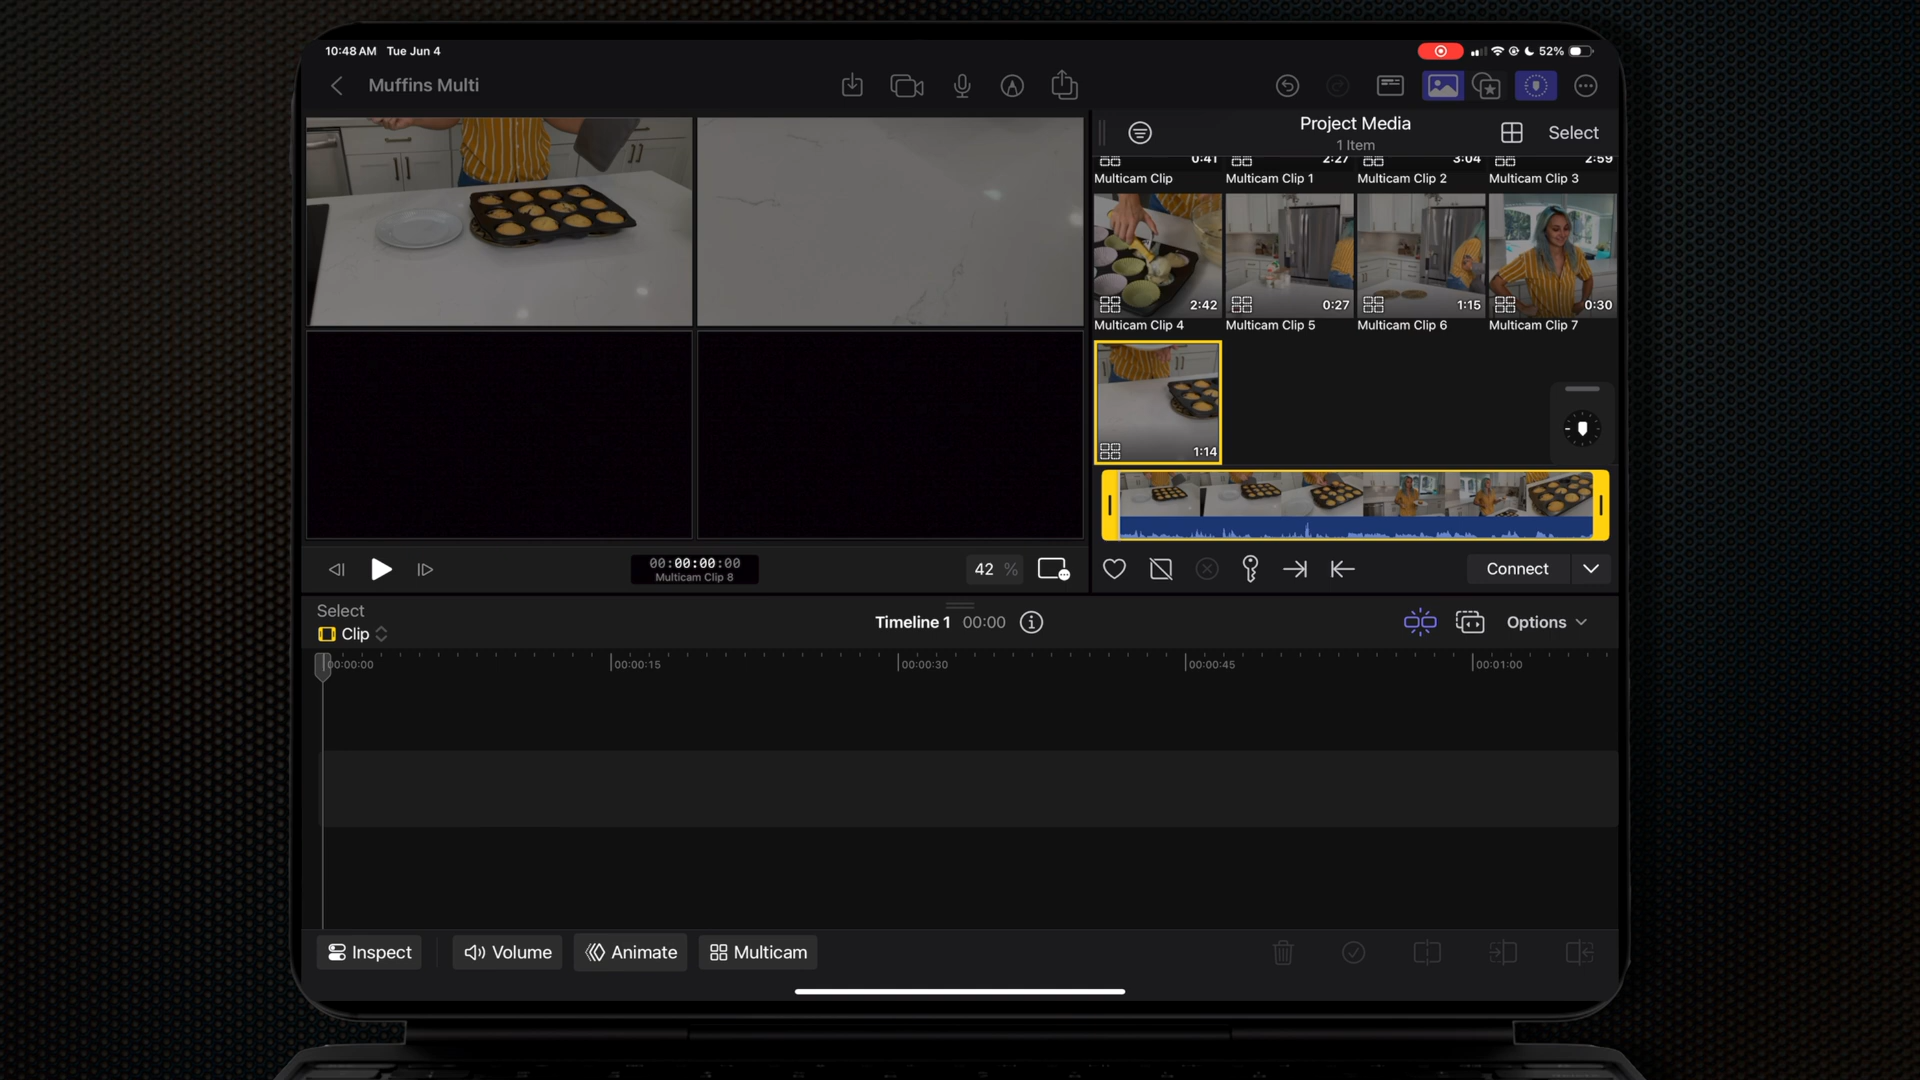 10:48 AM Tue Jun 4
52%
Muffins Multi
Project Media
1 Item
Select
0:41
2:27
3:04
2:59
Multicam Clip
Multicam Clip 1
Multicam Clip 2
Multicam Clip 3
2:42
0:27
1:15
0:30
Multicam Clip 4
Multicam Clip 5
Multicam Clip 6
Multicam Clip 7
1:14
00:00:00:00
Multicam Clip 8
42 %
Connect
Select
Clip
Timeline 1 00:00
Options
00:00:00
00:00:15
00:00:30
00:00:45
00:01:00
Inspect
Volume
Animate
Multicam